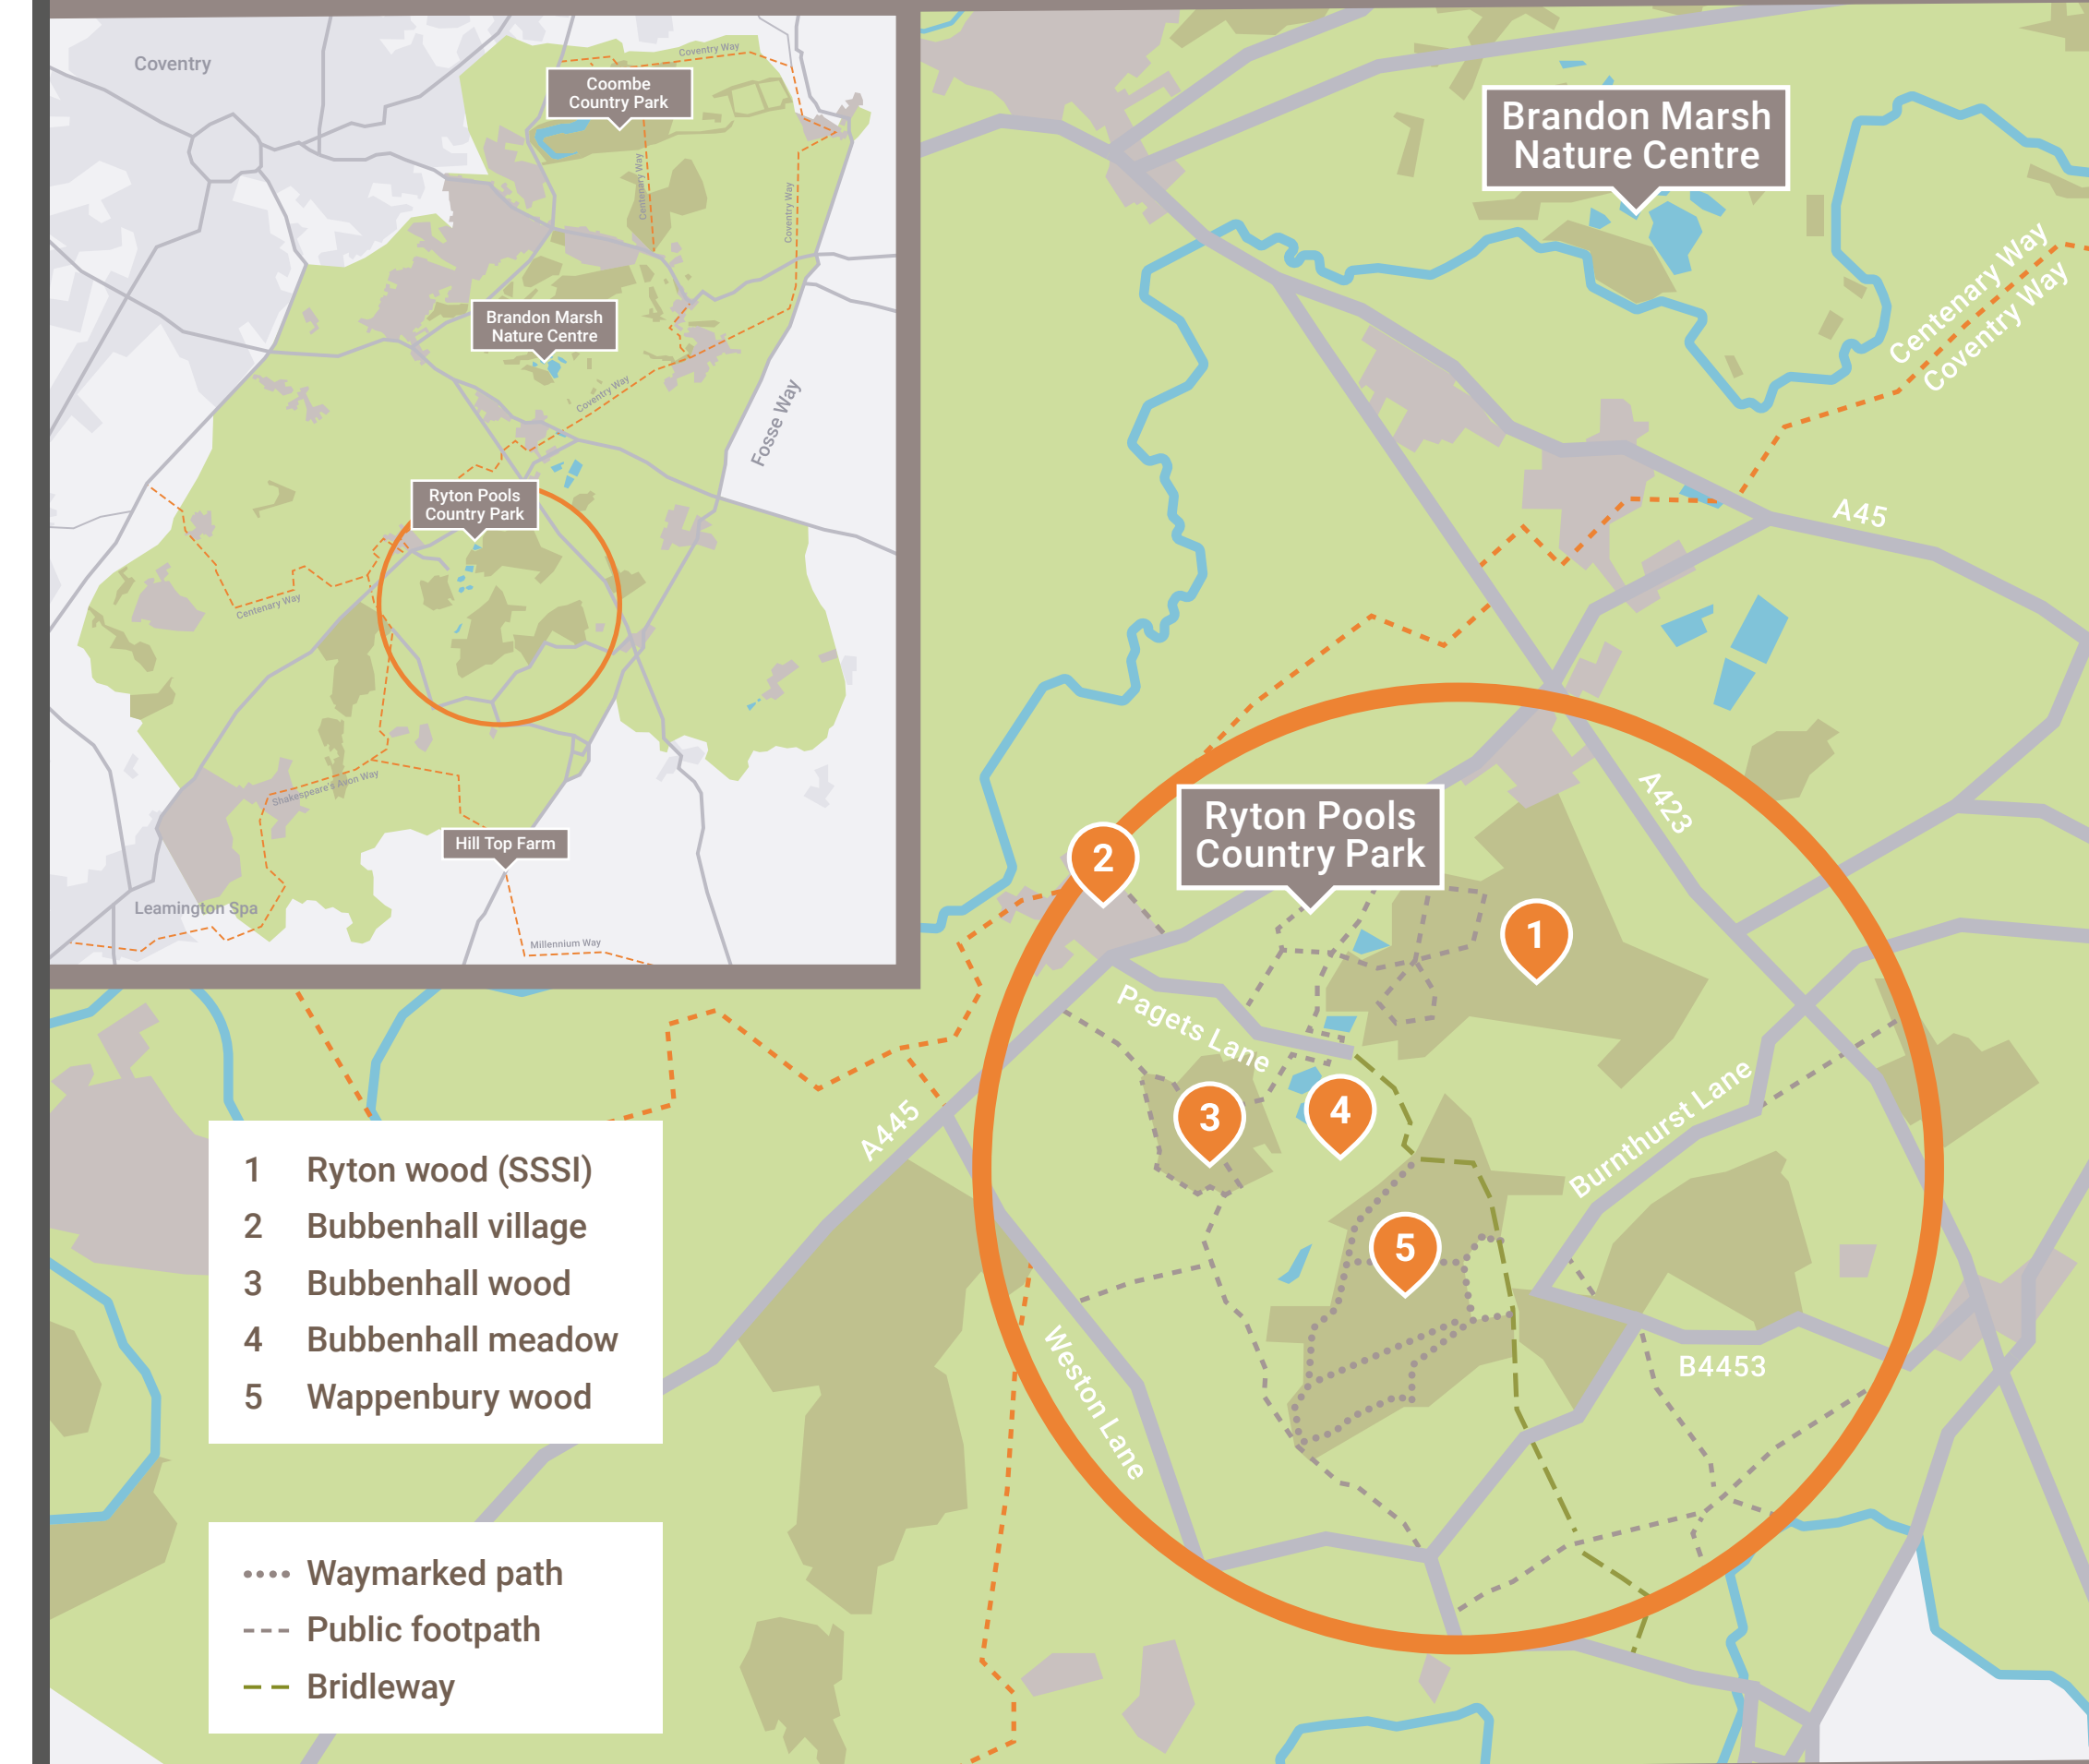 Coventry
Coventry Way
Coombe
Country Park
Centenary Way
Coventry Way
Brandon Marsh
Nature Centre
Coventry Way
Fosse Way
Ryton Pools
Country Park
Centenary Way
Shakespeare's Avon Way
Hill Top Farm
Leamington Spa
Millennium Way
Brandon Marsh
Nature Centre
Centenary Way
Coventry Way
A45
A423
Ryton Pools
Country Park
2
1
Pagets Lane
3
4
A445
Burnthurst Lane
5
Weston Lane
B4453
1 Ryton wood (SSSI)
2 Bubbenhall village
3 Bubbenhall wood
4 Bubbenhall meadow
5 Wappenbury wood
Waymarked path
Public footpath
Bridleway